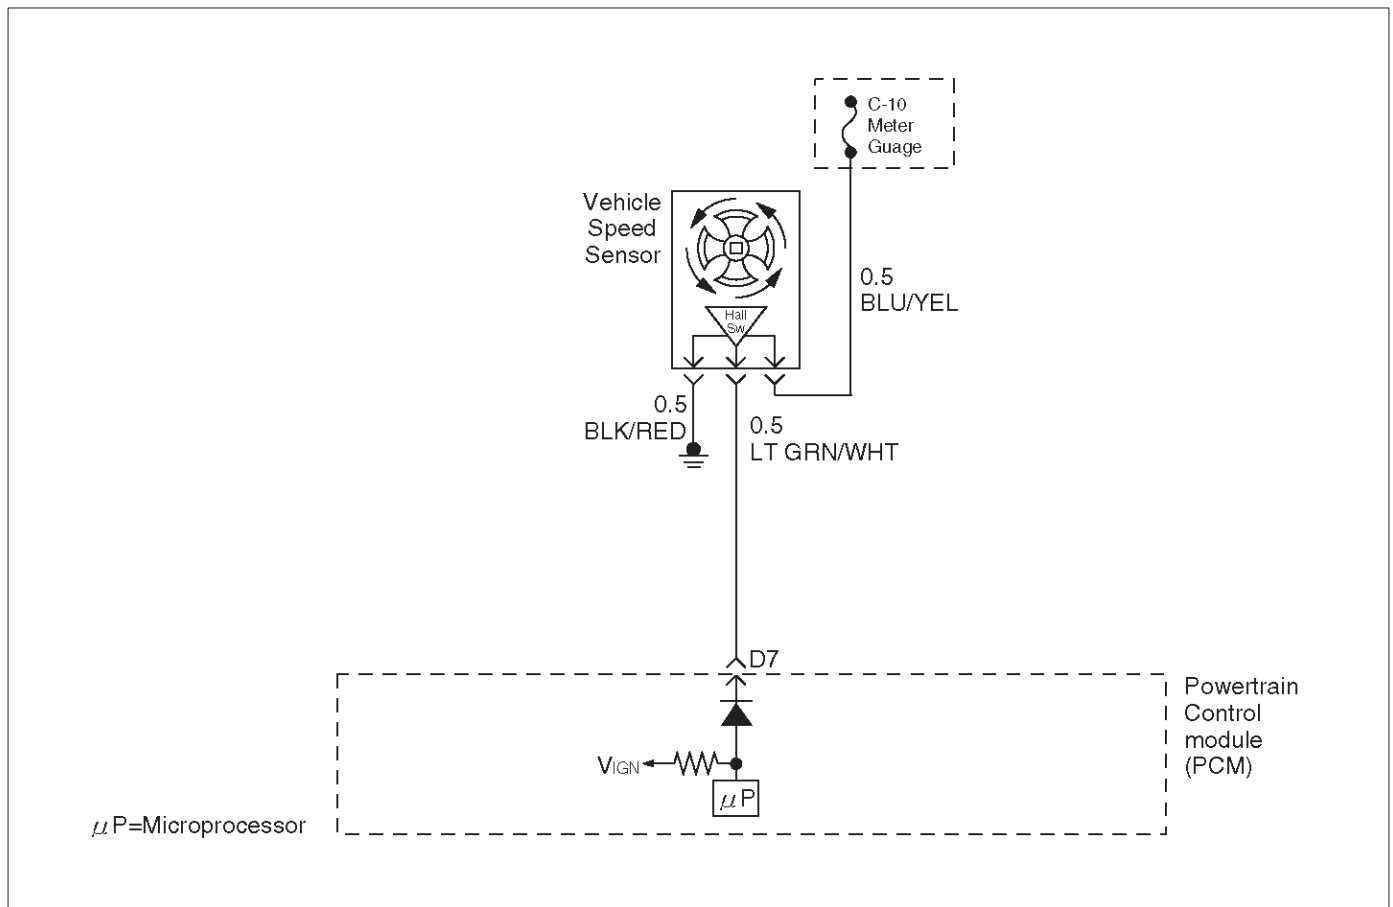 C-10
Meter
Guage
Vehicle
Speed
Sensor
Hall
Sw
0.5
BLU/YEL
0.5
BLK/RED
0.5
LT GRN/WHT
D7
Powertrain
Control
module
(PCM)
VIGN
μP
μP=Microprocessor